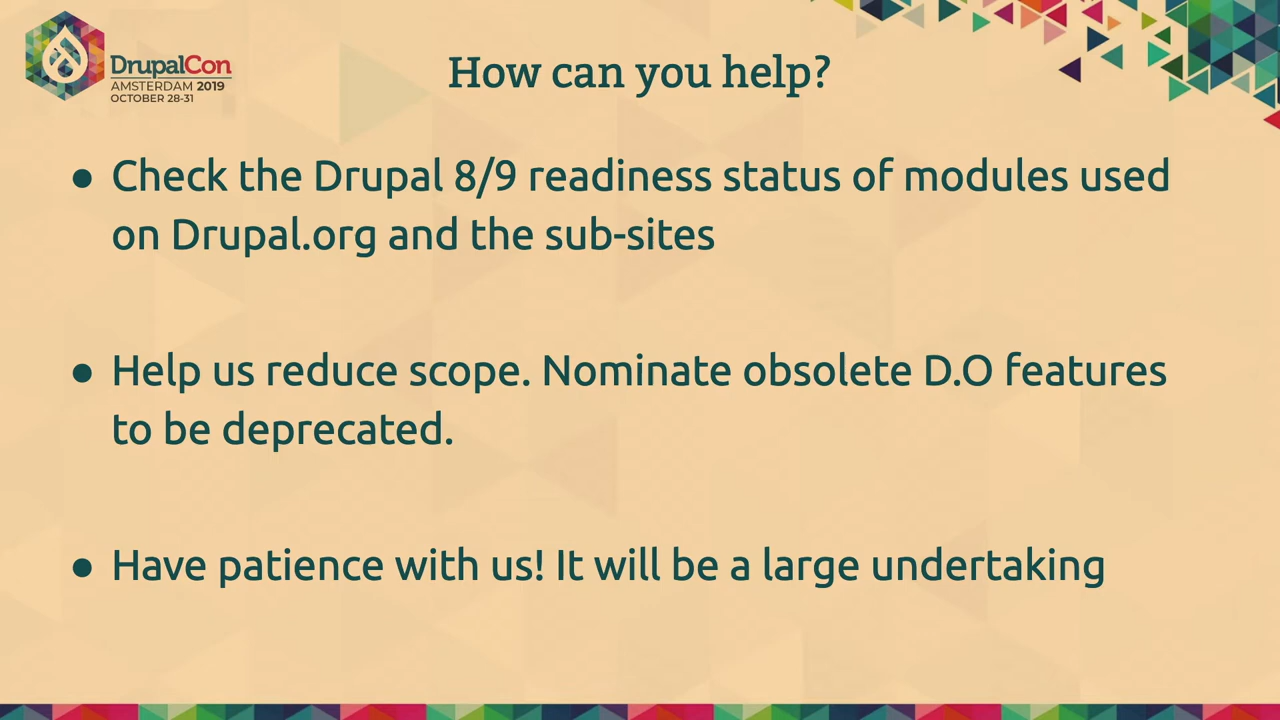 DrupalCon
AMSTERDAM 2019
OCTOBER 28-31
How can you help?
● Check the Drupal 8/9 readiness status of modules used
on Drupal.org and the sub-sites
● Help us reduce scope. Nominate obsolete D.O features
to be deprecated.
● Have patience with us! It will be a large undertaking